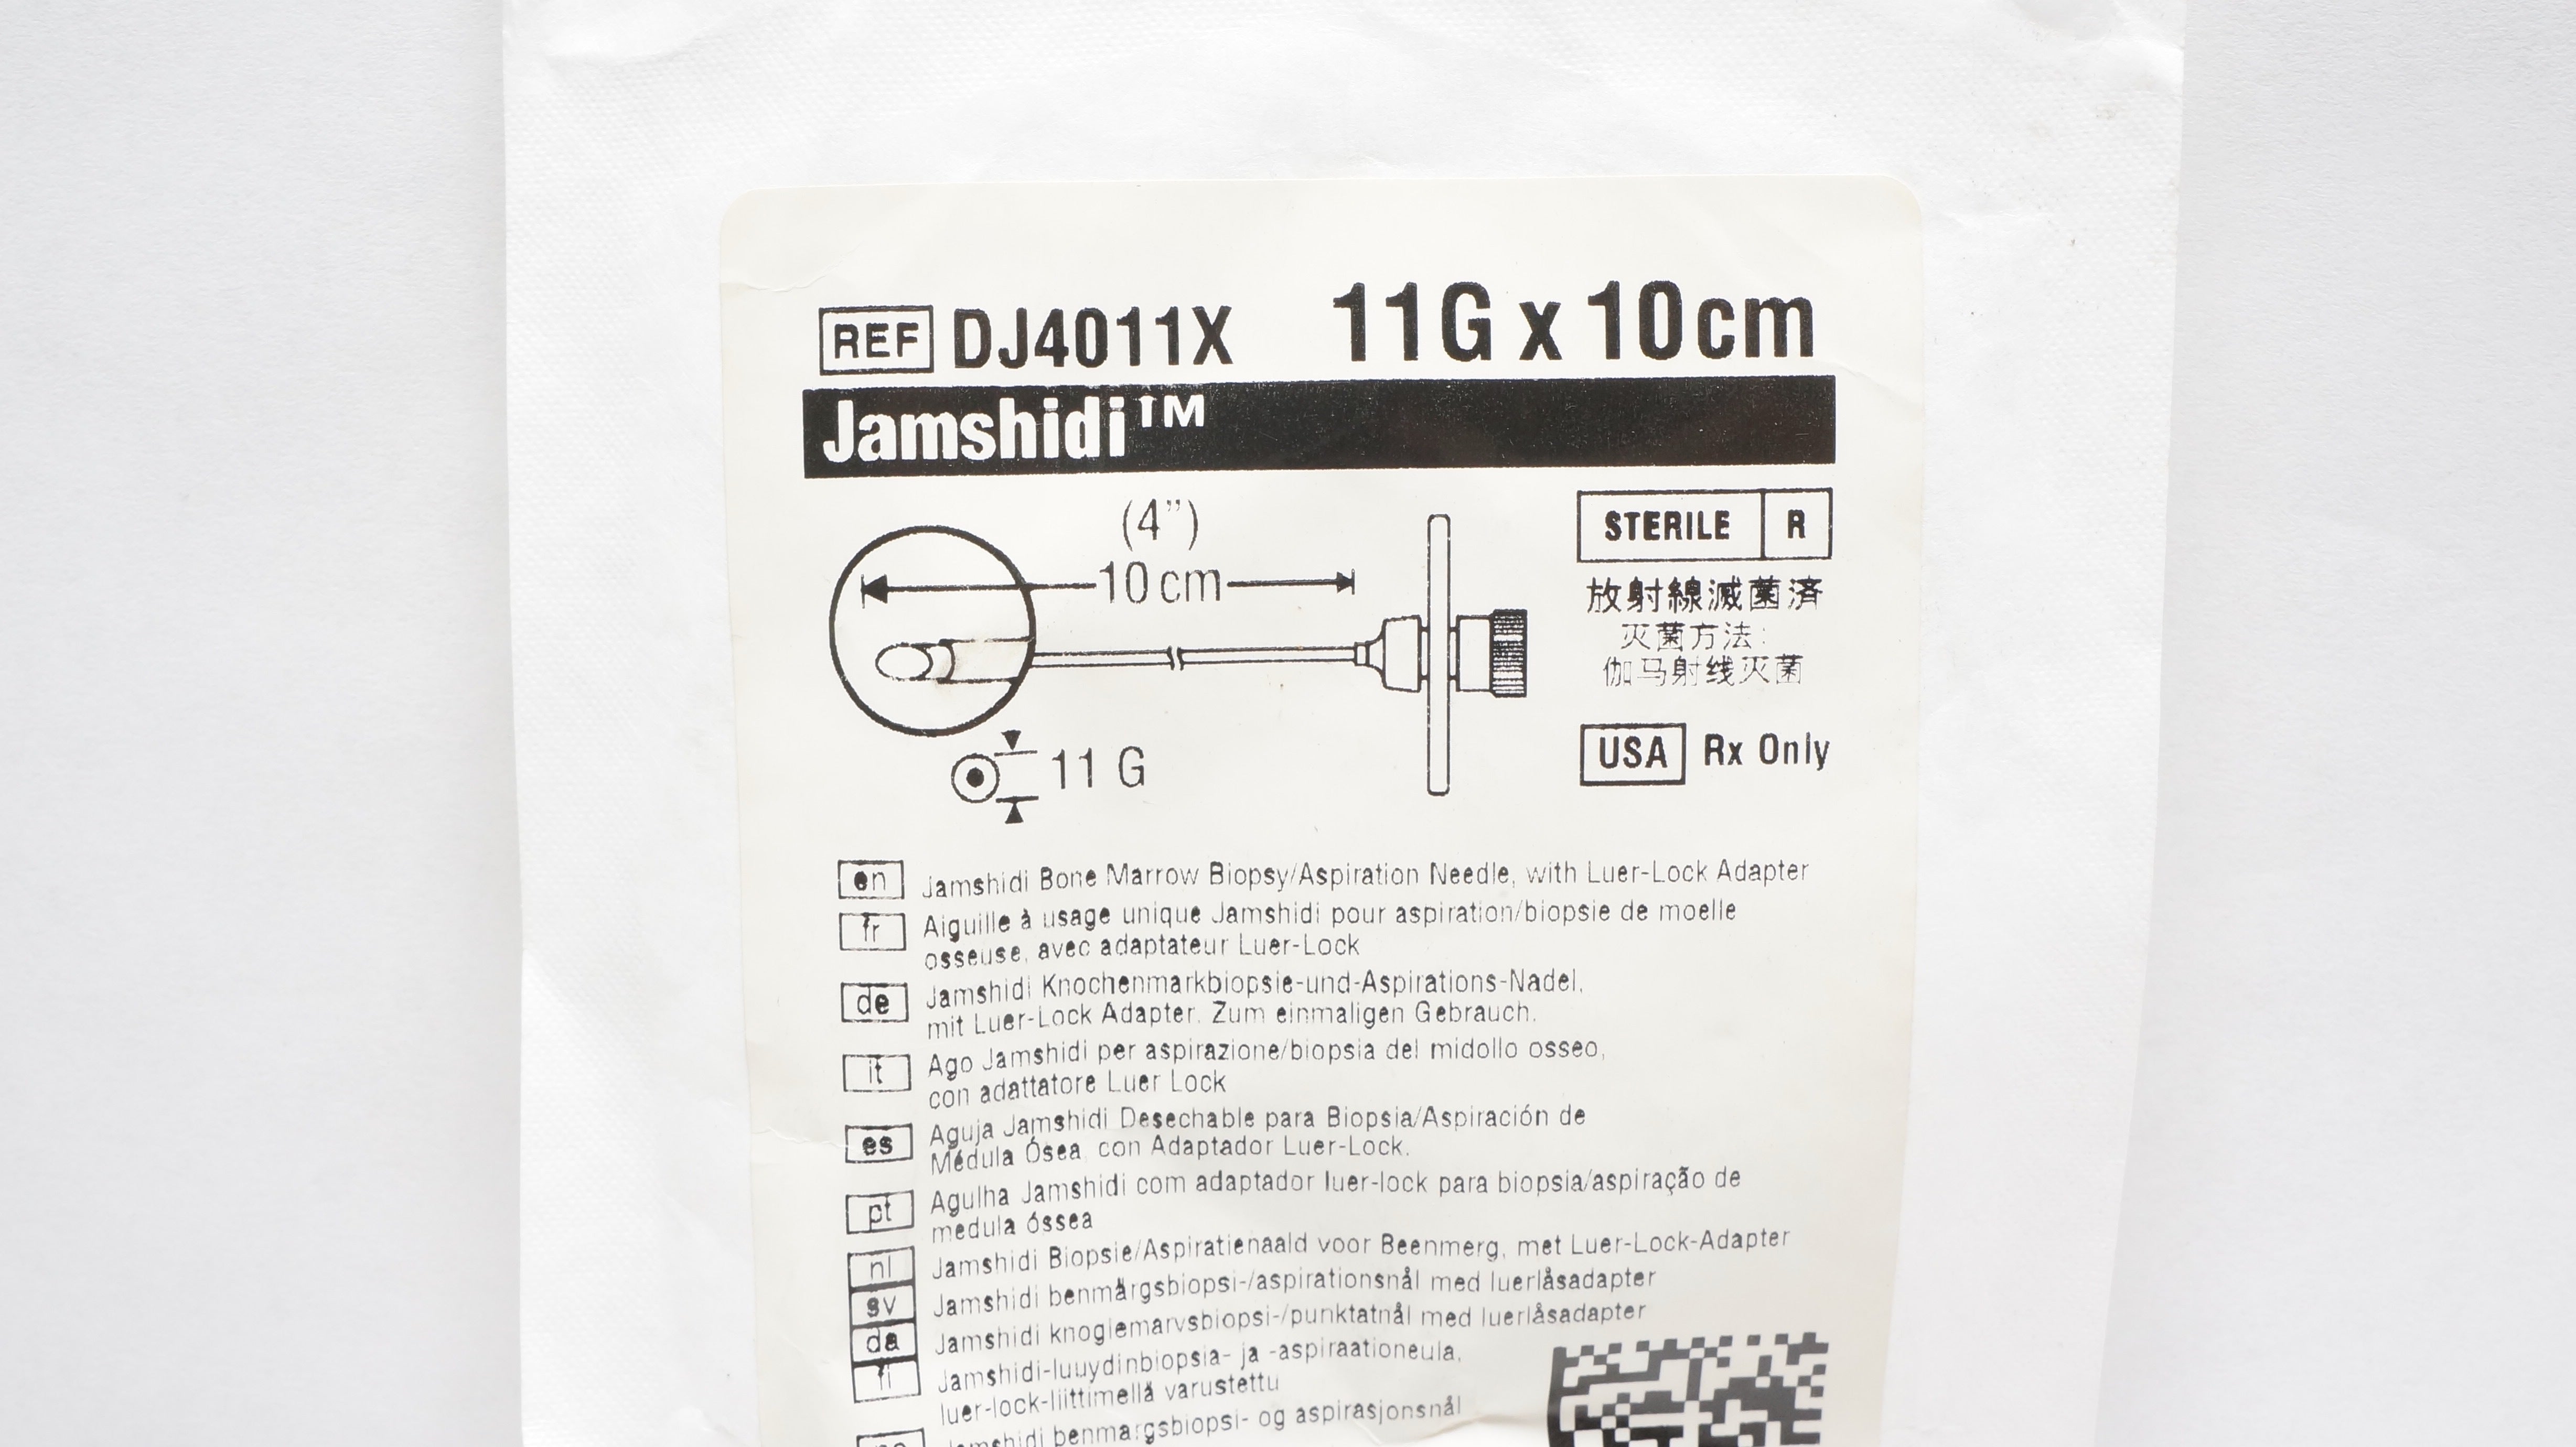 REF DJ4011X 11G x 10cm
Jamshidi™
(4")
10 cm
11 G
STERILE R
放射線滅菌済
灭菌方法:
伽马射线灭菌
USA Rx Only
en Jamshidi Bone Marrow Biopsy/Aspiration Needle, with Luer-Lock Adapter
fr Aiguille à usage unique Jamshidi pour aspiration/biopsie de moelle
osseuse, avec adaptateur Luer-Lock
de Jamshidi Knochenmarkbiopsie-und-Aspirations-Nadel,
mit Luer-Lock Adapter. Zum einmaligen Gebrauch.
it Ago Jamshidi per aspirazione/biopsia del midollo osseo,
con adattatore Luer Lock
es Aguja Jamshidi Desechable para Biopsia/Aspiración de
Médula Ósea, con Adaptador Luer-Lock.
pt Agulha Jamshidi com adaptador luer-lock para biopsia/aspiração de
medula óssea
nl Jamshidi Biopsie/Aspiratienaald voor Beenmerg, met Luer-Lock-Adapter
sv Jamshidi benmärgsbiopsi-/aspirationsnål med luerlåsadapter
da Jamshidi knoglemarvsbiopsi-/punktatnål med luerlåsadapter
fi Jamshidi-luuydinbiopsia- ja -aspiraationeula,
luer-lock-liittimellä varustettu
Jamshidi benmargsbiopsi- og aspirasjonsnål